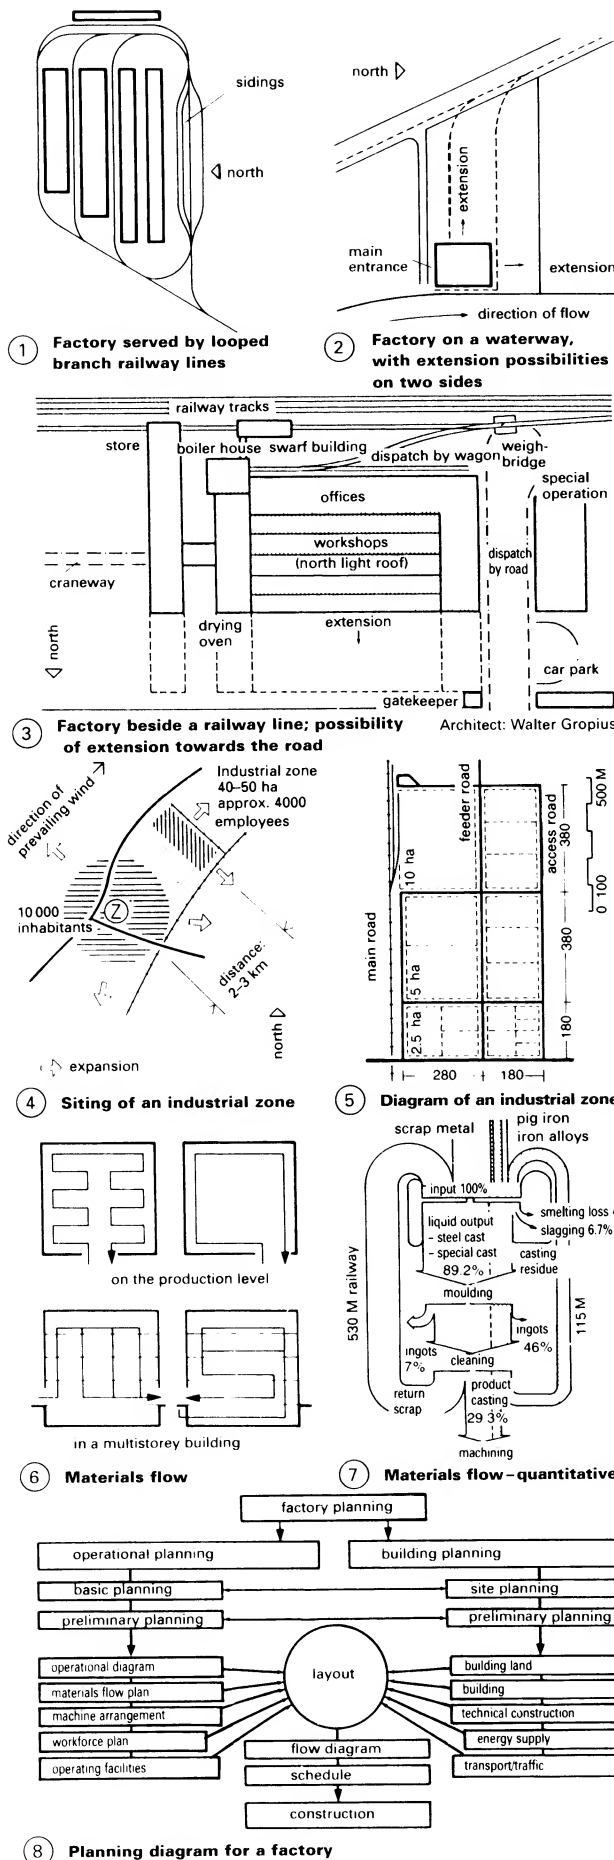 sidings
north
1 Factory served by looped
branch railway lines
north
extension
main
entrance
extension
direction of flow
2 Factory on a waterway,
with extension possibilities
on two sides
railway tracks
store
boiler house
swarf building
dispatch by wagon
weigh-
bridge
special
operation
offices
workshops
(north light roof)
dispatch
by road
craneway
drying
oven
extension
north
car park
gatekeeper
3 Factory beside a railway line; possibility
of extension towards the road
Architect: Walter Gropius
direction of
prevailing wind
Industrial zone
40–50 ha
approx. 4000
employees
10 000
inhabitants
Z
distance:
2–3 km
north
expansion
4 Siting of an industrial zone
feeder road
access road
500 M
0 100
10 ha
380
main road
5 ha
380
2.5 ha
180
280
180
5 Diagram of an industrial zone
on the production level
in a multistorey building
6 Materials flow
scrap metal
pig iron
iron alloys
input 100%
smelting loss
slagging 6.7%
liquid output
- steel cast
- special cast
89.2%
casting
residue
530 M railway
115 M
moulding
ingots
7%
ingots
46%
cleaning
return
scrap
product
casting
29.3%
machining
7 Materials flow – quantitative
factory planning
operational planning
building planning
basic planning
site planning
preliminary planning
preliminary planning
operational diagram
materials flow plan
machine arrangement
workforce plan
operating facilities
layout
building land
building
technical construction
energy supply
transport/traffic
flow diagram
schedule
construction
8 Planning diagram for a factory